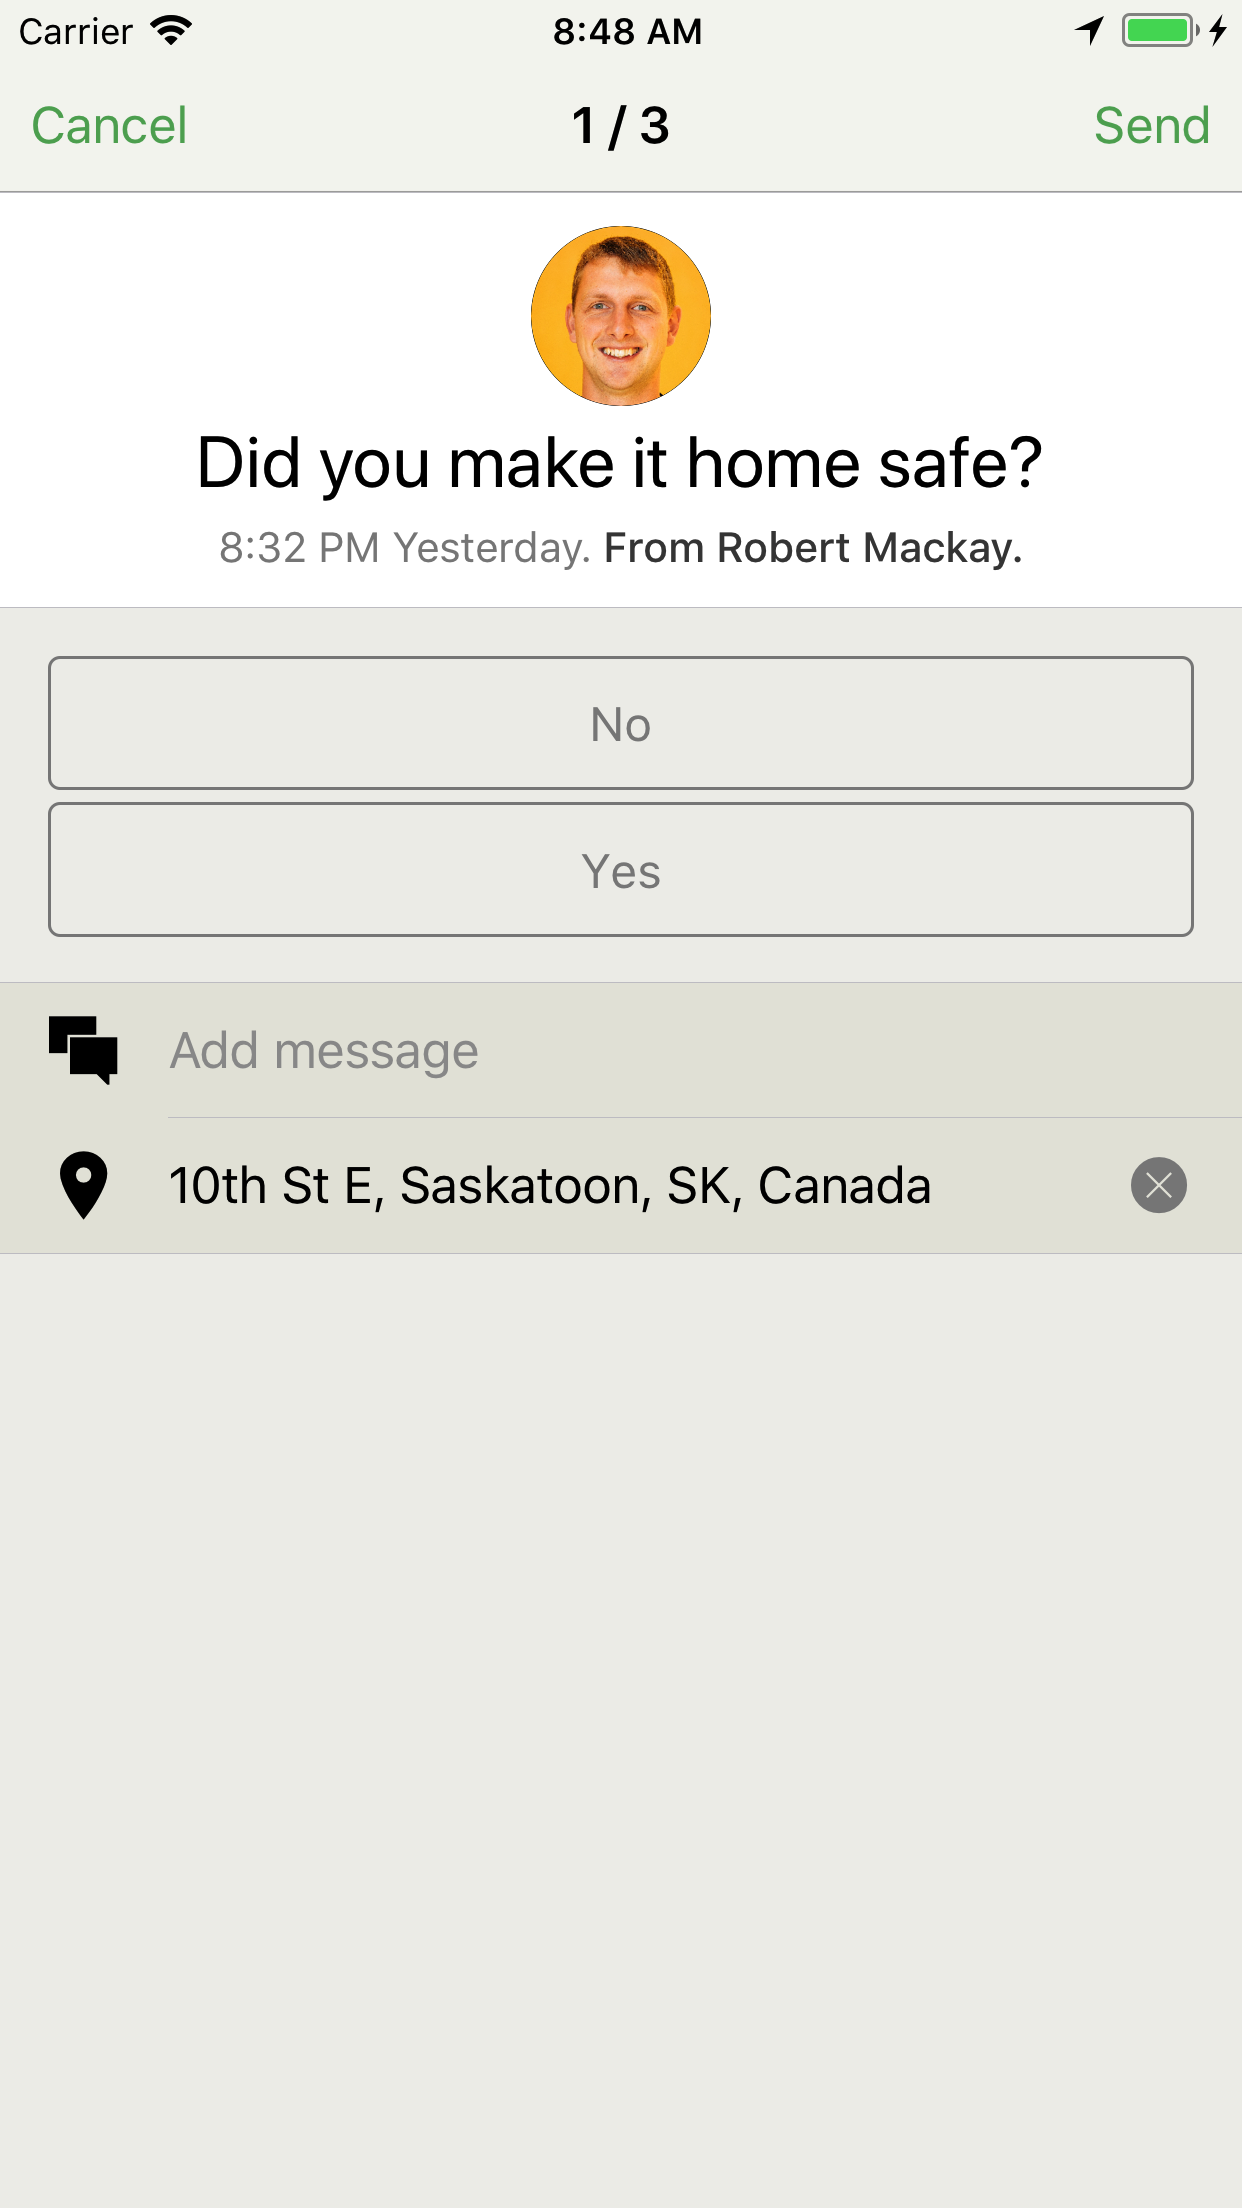 Carrier 8:48 AM
Cancel 1 / 3 Send
Did you make it home safe?
8:32 PM Yesterday. From Robert Mackay.
No
Yes
Add message
10th St E, Saskatoon, SK, Canada